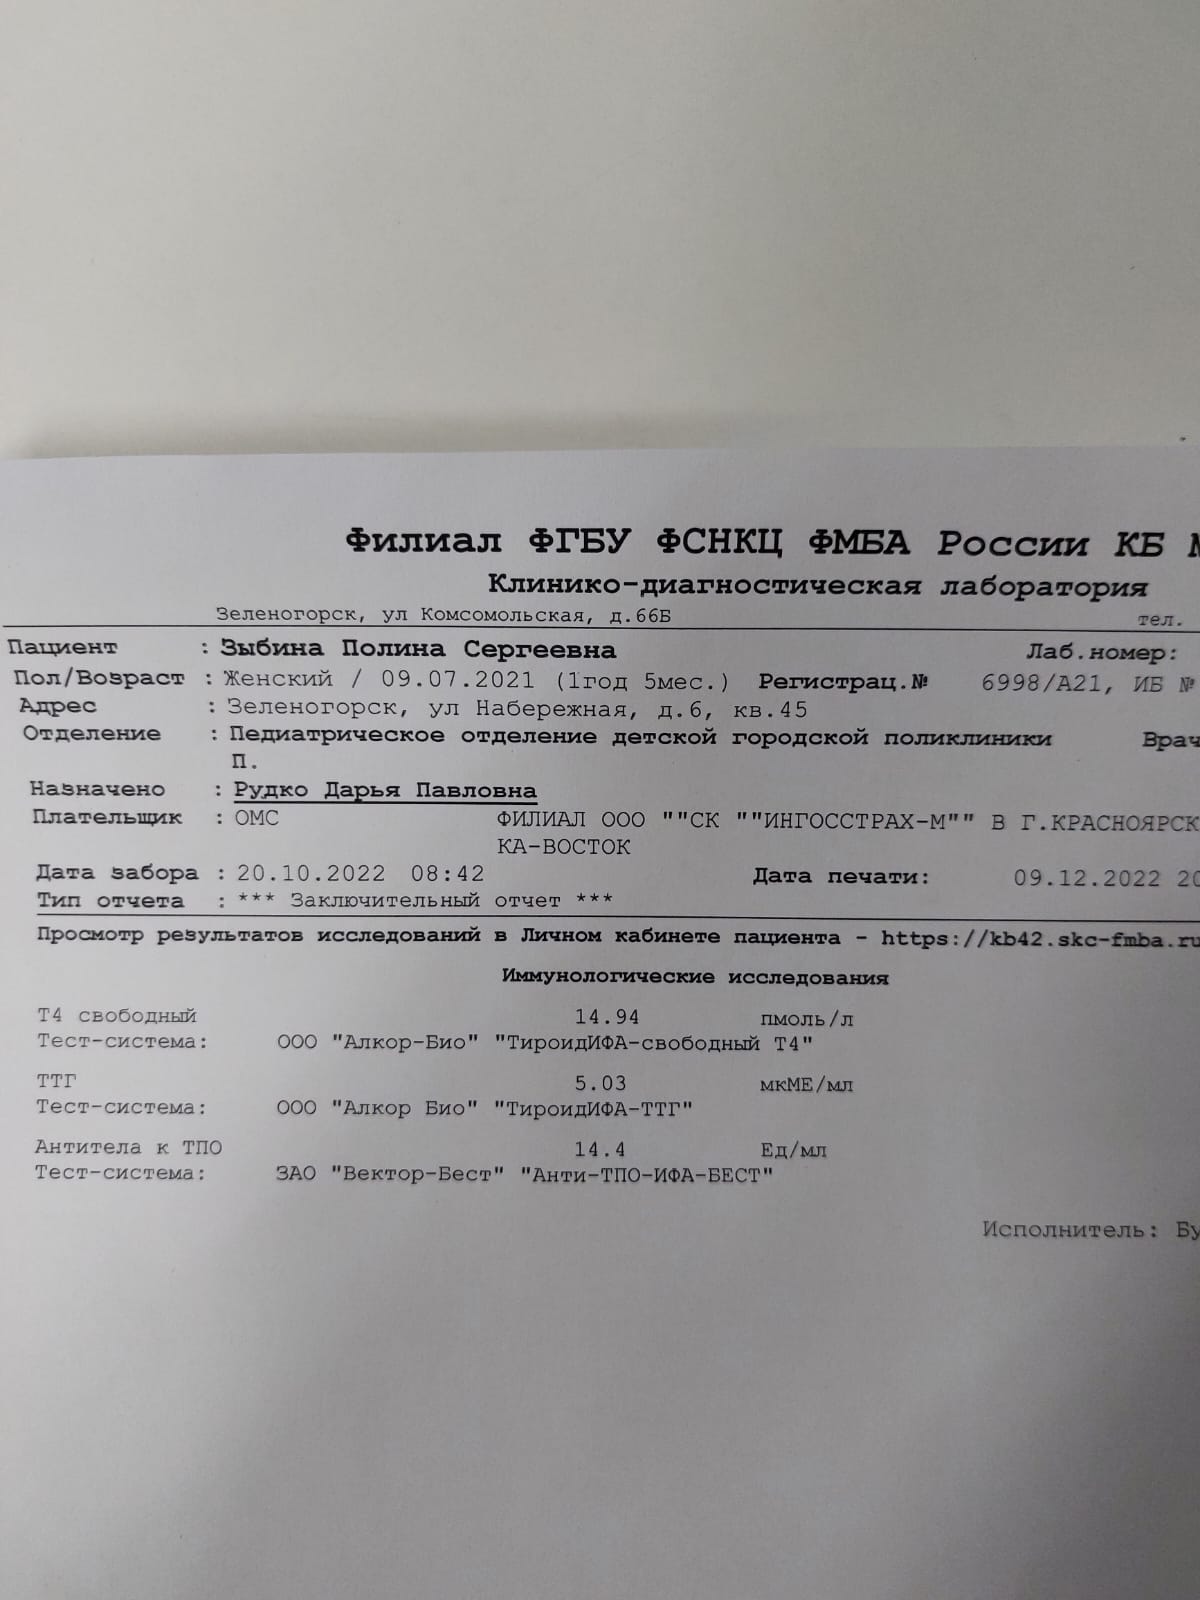 Филиал ФГБУ ФСНКЦ ФМБА России КБ
Клинико-диагностическая лаборатория
Зеленогорск, ул Комсомольская, д.66Б тел.
Пациент : Зыбина Полина Сергеевна Лаб.номер:
Пол/Возраст : Женский / 09.07.2021 (1год 5мес.) Регистрац.№ 6998/А21, ИБ №
Адрес : Зеленогорск, ул Набережная, д.6, кв.45
Отделение : Педиатрическое отделение детской городской поликлиники Врач
П.
Назначено : Рудко Дарья Павловна
Плательщик : ОМС ФИЛИАЛ ООО ""СК ""ИНГОССТРАХ-М"" В Г.КРАСНОЯРСК
КА-ВОСТОК
Дата забора : 20.10.2022 08:42 Дата печати: 09.12.2022 20
Тип отчета : *** Заключительный отчет ***
Просмотр результатов исследований в Личном кабинете пациента - https://kb42.skc-fmba.ru
Иммунологические исследования
Т4 свободный 14.94 пмоль/л
Тест-система: ООО "Алкор-Био" "ТироидИФА-свободный Т4"
ТТГ 5.03 мкМЕ/мл
Тест-система: ООО "Алкор Био" "ТироидИФА-ТТГ"
Антитела к ТПО 14.4 Ед/мл
Тест-система: ЗАО "Вектор-Бест" "Анти-ТПО-ИФА-БЕСТ"
Исполнитель: Бу